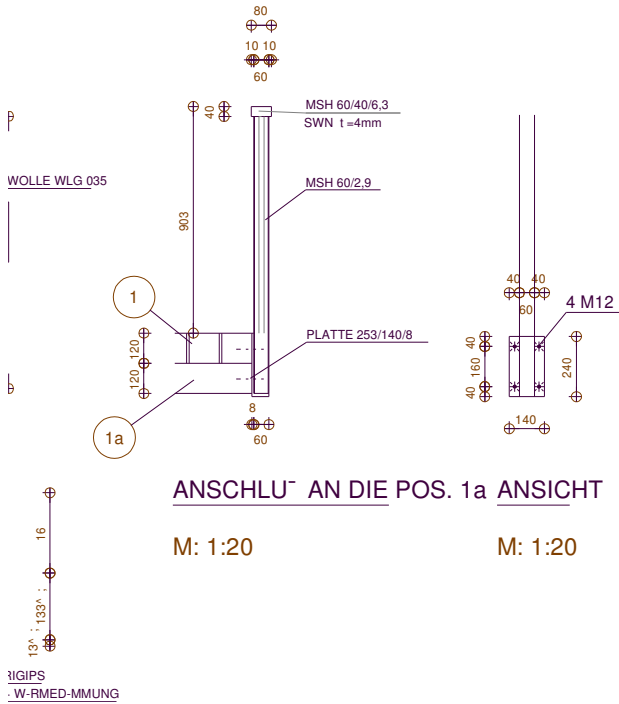 80
10 10
60
MSH 60/40/6,3
SWN t =4mm
40
WOLLE WLG 035
MSH 60/2,9
903
40 40
60
1
4 M12
PLATTE 253/140/8
120
120
40
160
40
240
8
60
140
1a
ANSCHLU¯ AN DIE POS. 1a
ANSICHT
M: 1:20
M: 1:20
16
133^ ;
13^ ;
RIGIPS
- W-RMED-MMUNG